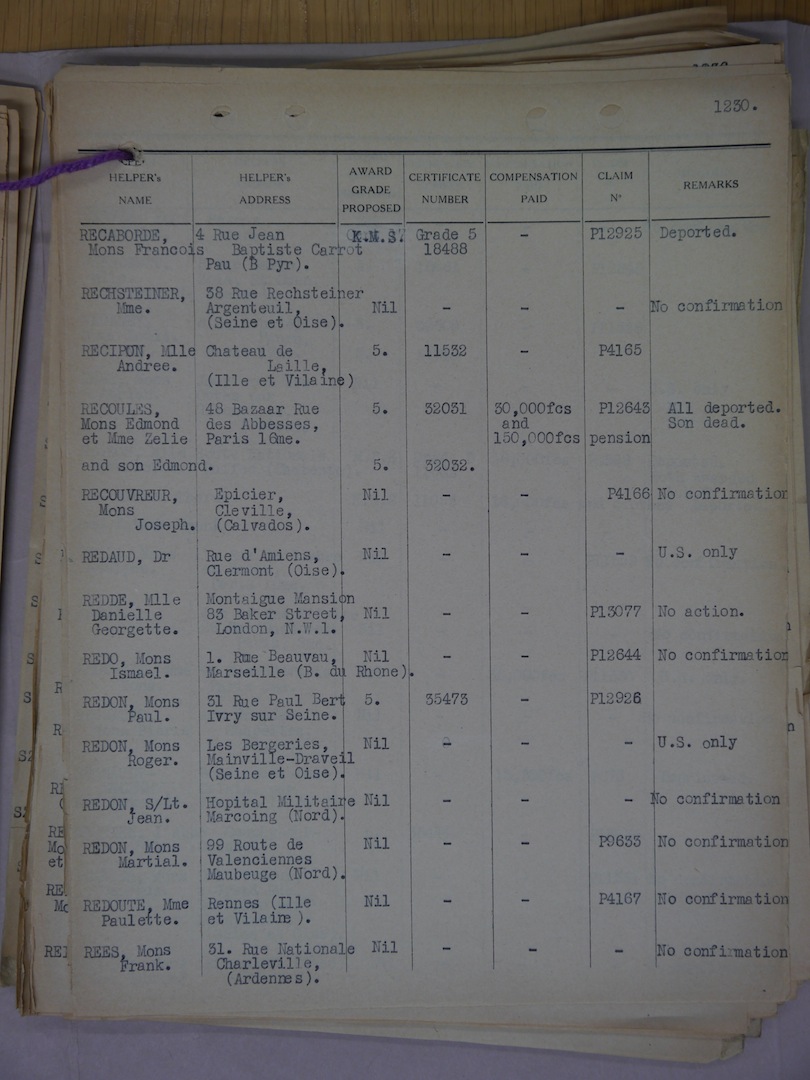 1230.
HELPER's NAME HELPER's ADDRESS AWARD GRADE PROPOSED CERTIFICATE NUMBER COMPENSATION PAID CLAIM Nº REMARKS
RECABORDE, 4 Rue Jean K.M.S. Grade 5 - P12925 Deported.
Mons Francois Baptiste Carrot 18488
Pau (B Pyr).
RECHSTEINER, 38 Rue Rechsteiner
Mme. Argenteuil, Nil - - - No confirmation
(Seine et Oise).
RECIPON, Mlle Chateau de 5. 11532 - P4165
Andree. Laille,
(Ille et Vilaine)
RECOULES, 48 Bazaar Rue 5. 32031 30,000fcs P12643 All deported.
Mons Edmond des Abbesses, and Son dead.
et Mme Zelie Paris 16me. 150,000fcs pension
and son Edmond. 5. 32032.
RECOUVREUR, Epicier, Nil - - P4166 No confirmation
Mons Cleville,
Joseph. (Calvados).
REDAUD, Dr Rue d'Amiens, Nil - - - U.S. only
Clermont (Oise).
REDDE, Mlle Montaigue Mansion
Danielle 83 Baker Street, Nil - - P13077 No action.
Georgette. London, N.W.1.
REDO, Mons 1. Rue Beauvau, Nil - - P12644 No confirmation
Ismael. Marseille (B. du Rhone).
REDON, Mons 31 Rue Paul Bert 5. 35473 - P12926
Paul. Ivry sur Seine.
REDON, Mons Les Bergeries, Nil - - - U.S. only
Roger. Mainville-Draveil
(Seine et Oise).
REDON, S/Lt. Hopital Militaire Nil - - - No confirmation
Jean. Marcoing (Nord).
REDON, Mons 99 Route de Nil - - P9633 No confirmation
Martial. Valenciennes
Maubeuge (Nord).
REDOUTE, Mme Rennes (Ille Nil - - P4167 No confirmation
Paulette. et Vilaine ).
REES, Mons 31. Rue Nationale Nil - - - No confirmation
Frank. Charleville,
(Ardennes).